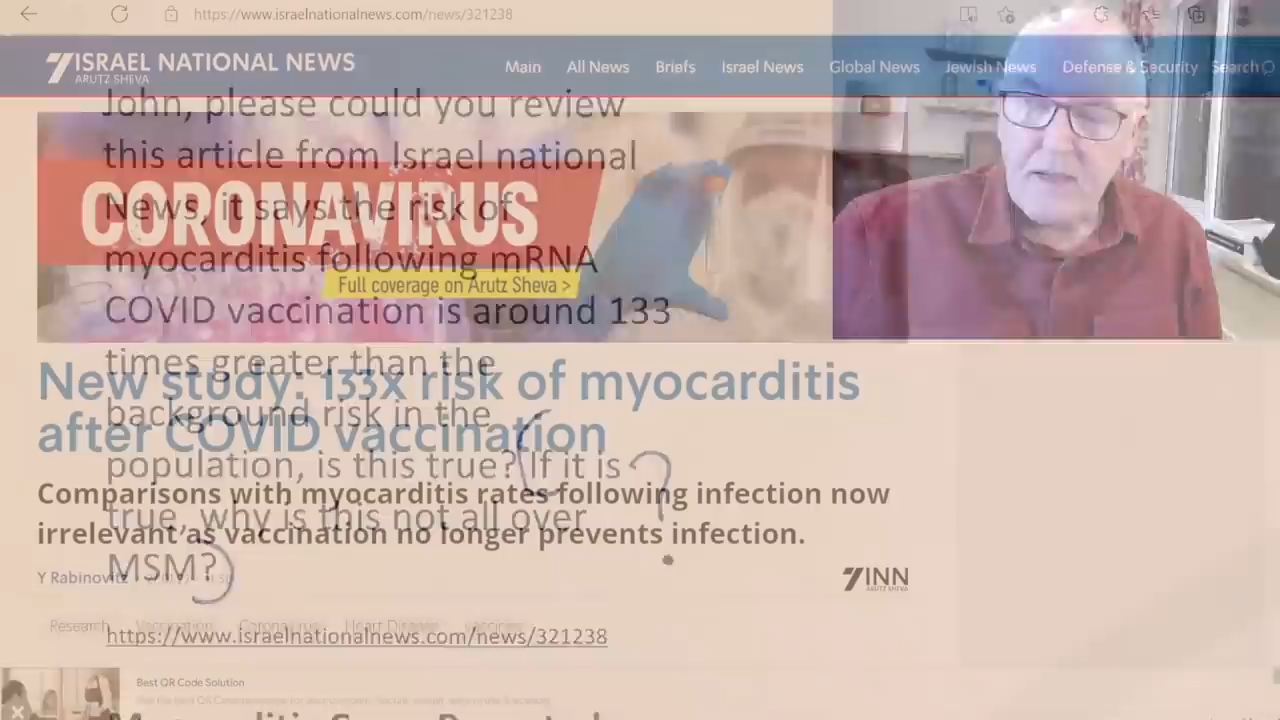 https://www.israelnationalnews.com/news/321238
ISRAEL NATIONAL NEWS
ARUTZ SHEVA
Main All News Briefs Israel News Global News Jewish News Defense & Security Search
John, please could you review
this article from Israel national
News, it says the risk of
myocarditis following mRNA
COVID vaccination is around 133
times greater than the
background risk in the
population, is this true? (If it is
true, why is this not all over
MSM?)
?
https://www.israelnationalnews.com/news/321238
CORONAVIRUS
Full coverage on Arutz Sheva >
New study: 133x risk of myocarditis
after COVID vaccination
Comparisons with myocarditis rates following infection now
irrelevant as vaccination no longer prevents infection.
Y Rabinovitz
7INN
ARUTZ SHEVA
Research Vaccination Coronavirus Heart Disease vaccines
Best QR Code Solution